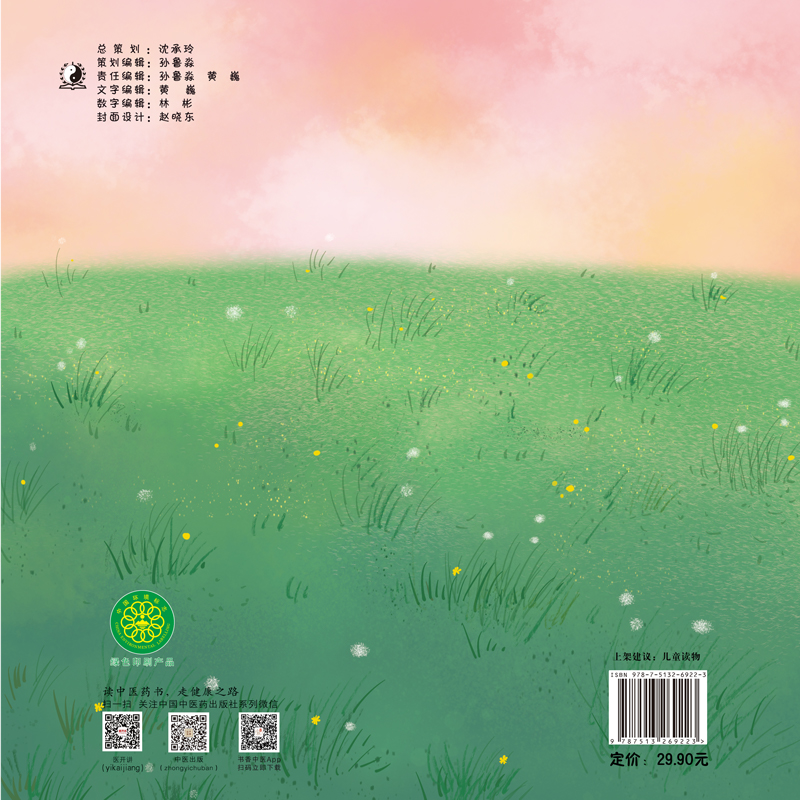 总 策 划：沈承玲
策划编辑：孙鲁淼
责任编辑：孙鲁淼 黄 巍
文字编辑：黄 巍
数字编辑：林 彬
封面设计：赵晓东
中国环境标志
CHINA ENVIRONMENTAL LABELLING
绿色印刷产品
读中医药书，走健康之路
扫一扫 关注中国中医药出版社系列微信
医开讲
(yikaijiang)
中医出版
(zhongyichuban)
书香中医App
扫码立即下载
上架建议：儿童读物
ISBN 978-7-5132-6922-3
9 787513 269223 >
定价：29.90元